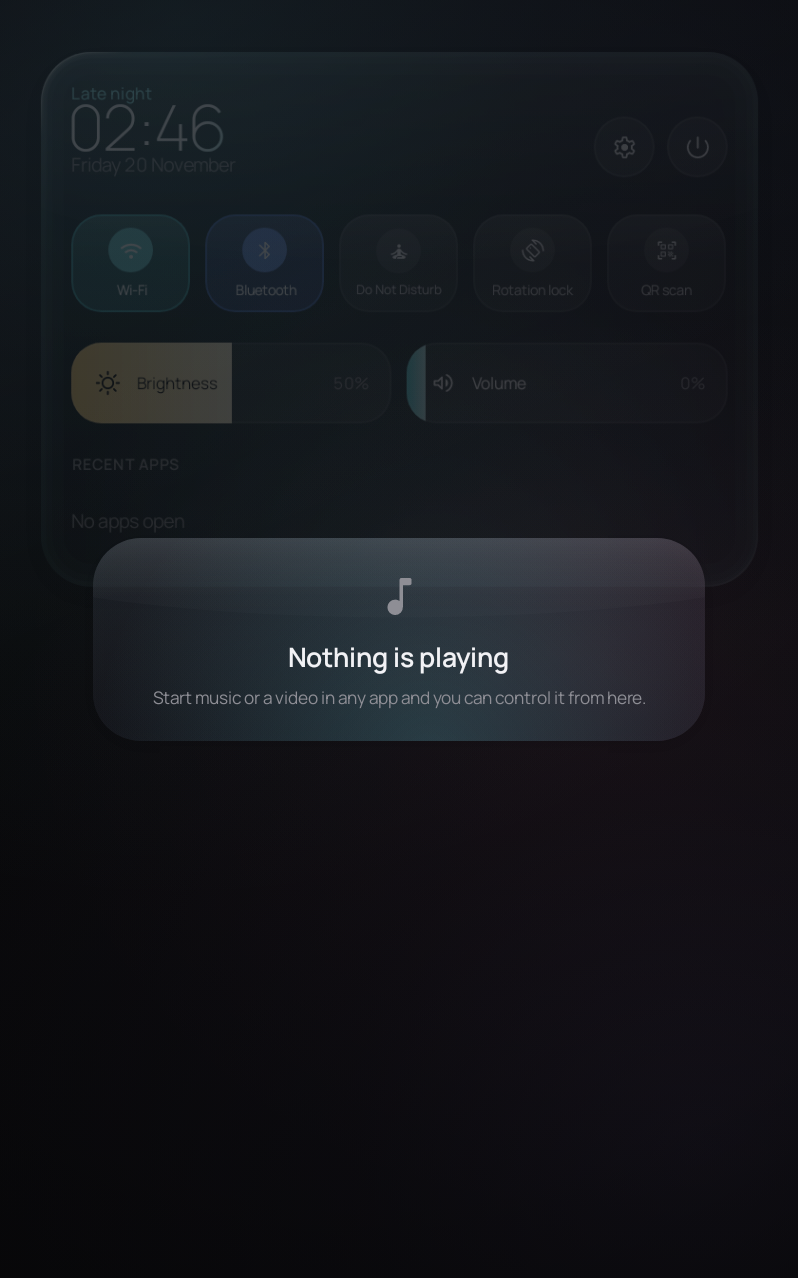 Late night
02:46
Friday 20 November
Wi-Fi
Bluetooth
Do Not Disturb
Rotation lock
QR scan
Brightness
50%
Volume
0%
RECENT APPS
No apps open
Nothing is playing
Start music or a video in any app and you can control it from here.